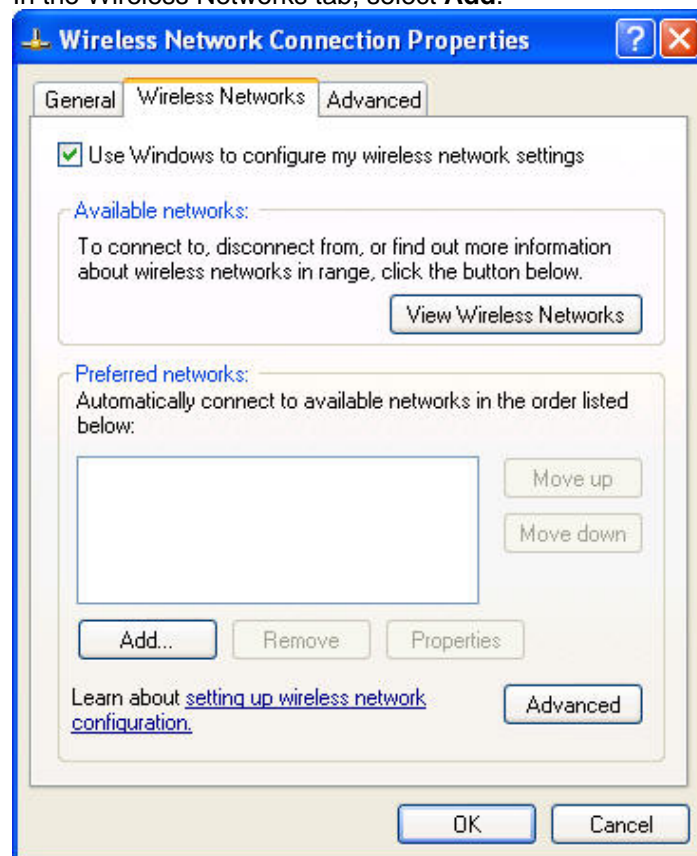 In the Wireless Networks tab, select Add.
Wireless Network Connection Properties
General Wireless Networks Advanced
Use Windows to configure my wireless network settings
Available networks:
To connect to, disconnect from, or find out more information
about wireless networks in range, click the button below.
View Wireless Networks
Preferred networks:
Automatically connect to available networks in the order listed
below:
Move up
Move down
Add... Remove Properties
Learn about setting up wireless network
configuration.
Advanced
OK Cancel